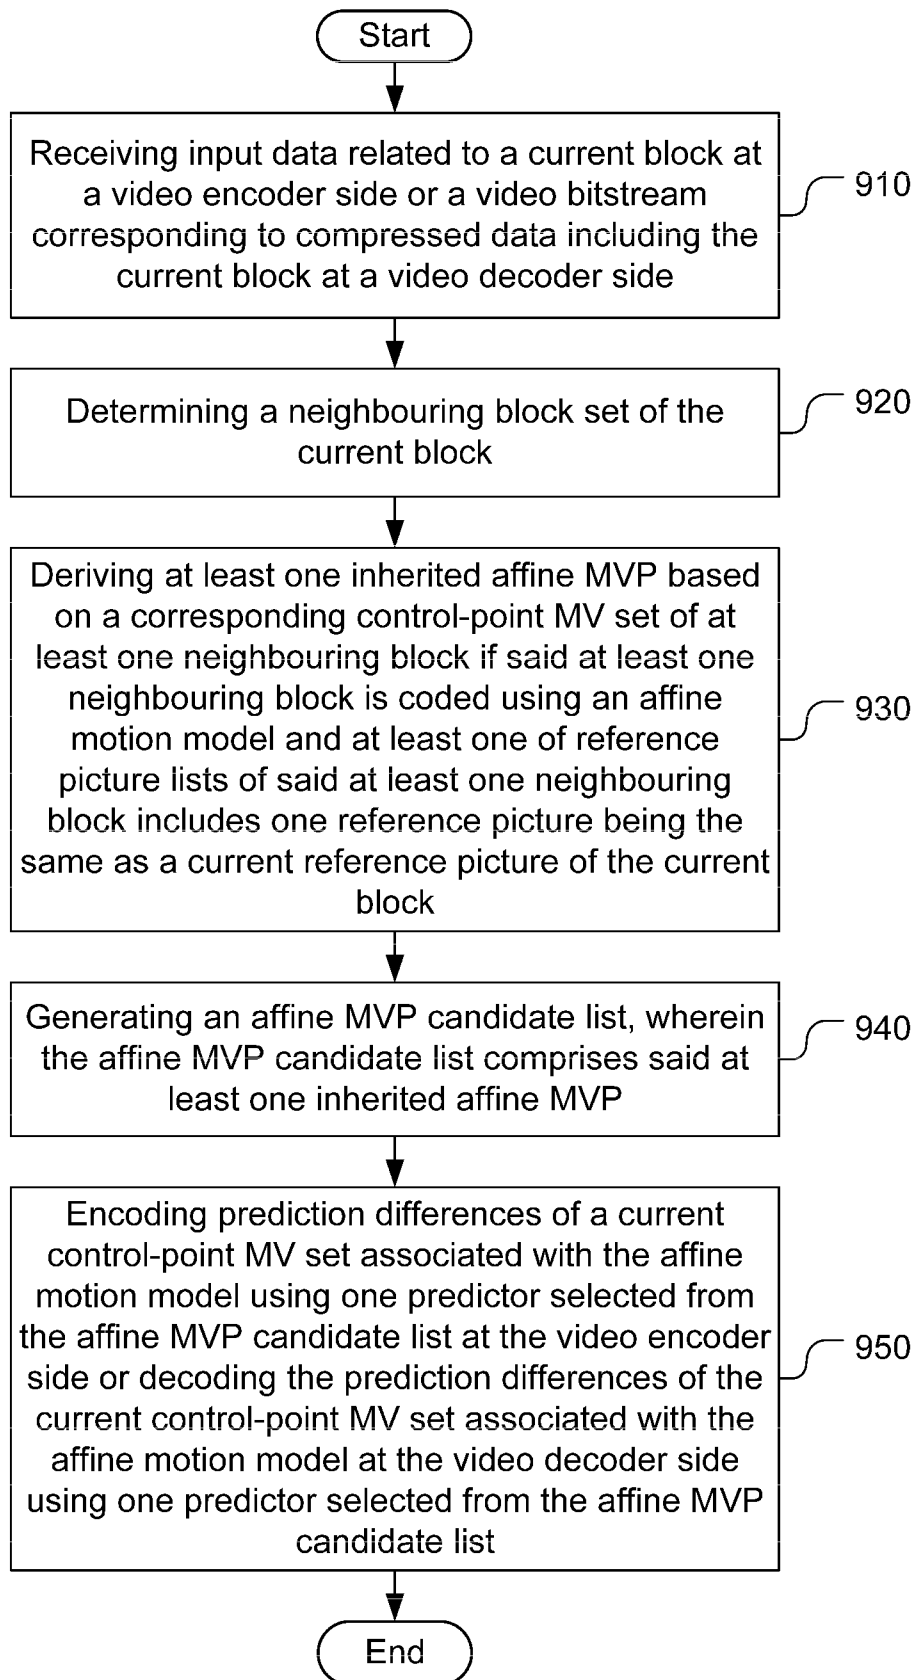 Start
Receiving input data related to a current block at
a video encoder side or a video bitstream
corresponding to compressed data including the
current block at a video decoder side
910
Determining a neighbouring block set of the
current block
920
Deriving at least one inherited affine MVP based
on a corresponding control-point MV set of at
least one neighbouring block if said at least one
neighbouring block is coded using an affine
motion model and at least one of reference
picture lists of said at least one neighbouring
block includes one reference picture being the
same as a current reference picture of the current
block
930
Generating an affine MVP candidate list, wherein
the affine MVP candidate list comprises said at
least one inherited affine MVP
940
Encoding prediction differences of a current
control-point MV set associated with the affine
motion model using one predictor selected from
the affine MVP candidate list at the video encoder
side or decoding the prediction differences of the
current control-point MV set associated with the
affine motion model at the video decoder side
using one predictor selected from the affine MVP
candidate list
950
End